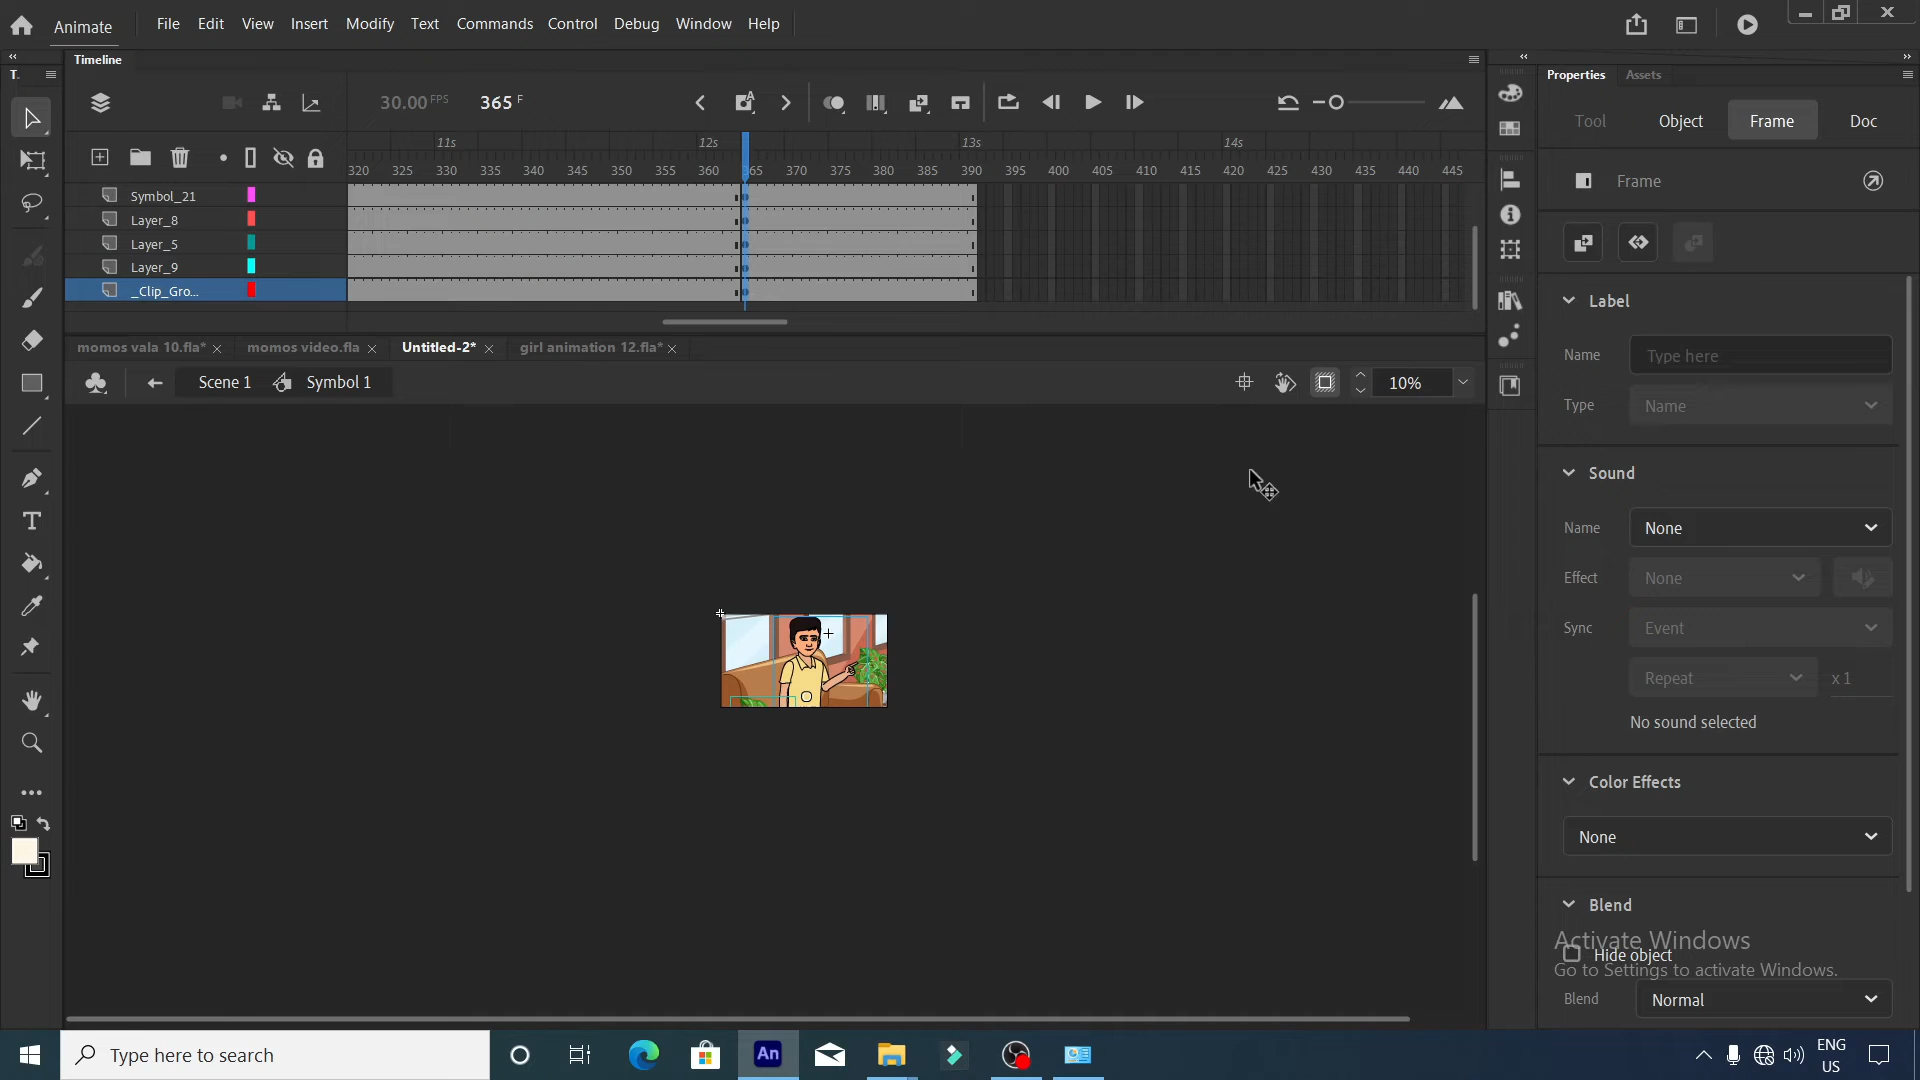 Animate File Edit View Insert Modify Text Commands Control Debug Window Help
Timeline
T.
Properties Assets
30.00 FPS 365 F
Tool Object Frame Doc
11s 12s 13s 14s
320 325 330 335 340 345 350 355 360 365 370 375 380 385 390 395 400 405 410 415 420 425 430 435 440 445
Symbol_21
Layer_8
Layer_5
Layer_9
_Clip_Gro...
Frame
Label
Name Type here
Type Name
momos vala 10.fla* momos video.fla Untitled-2* girl animation 12.fla*
Scene 1 Symbol 1 10%
Sound
Name None
Effect None
Sync Event
Repeat x 1
No sound selected
Color Effects
None
Blend
Hide object
Blend Normal
Activate Windows
Go to Settings to activate Windows.
Type here to search
An
ENG
US